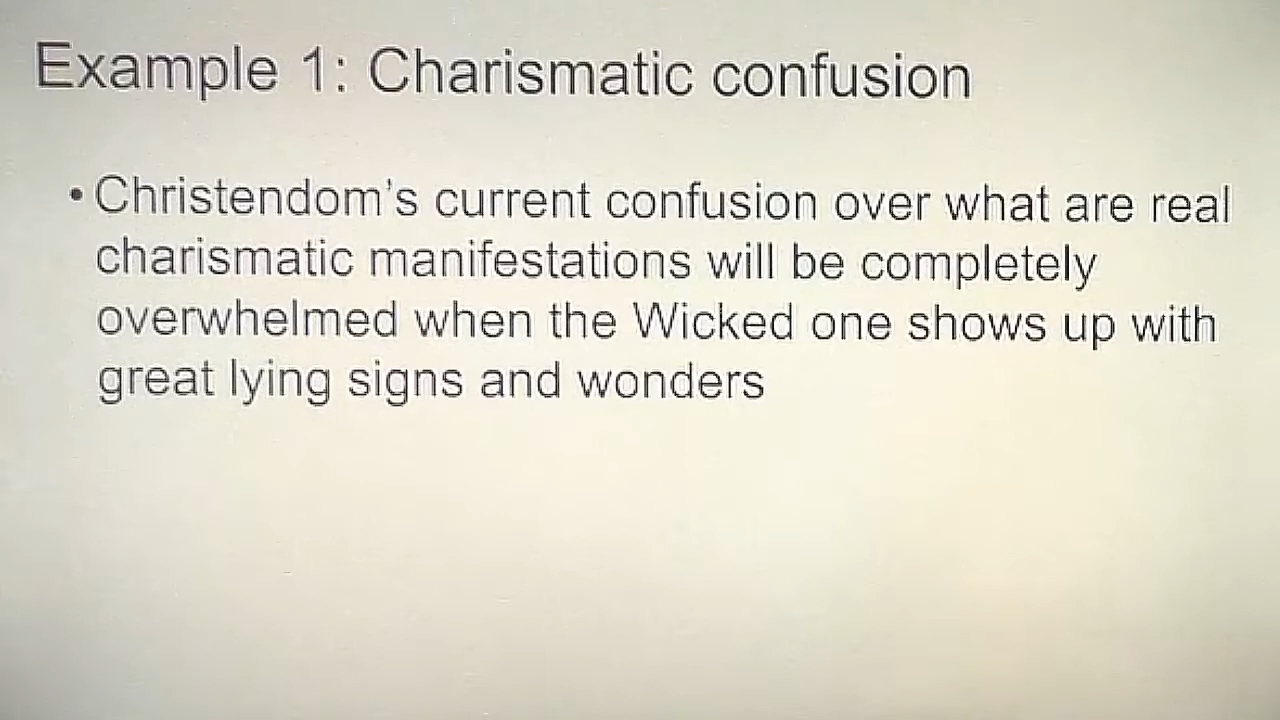 Example 1: Charismatic confusion
• Christendom's current confusion over what are real
charismatic manifestations will be completely
overwhelmed when the Wicked one shows up with
great lying signs and wonders